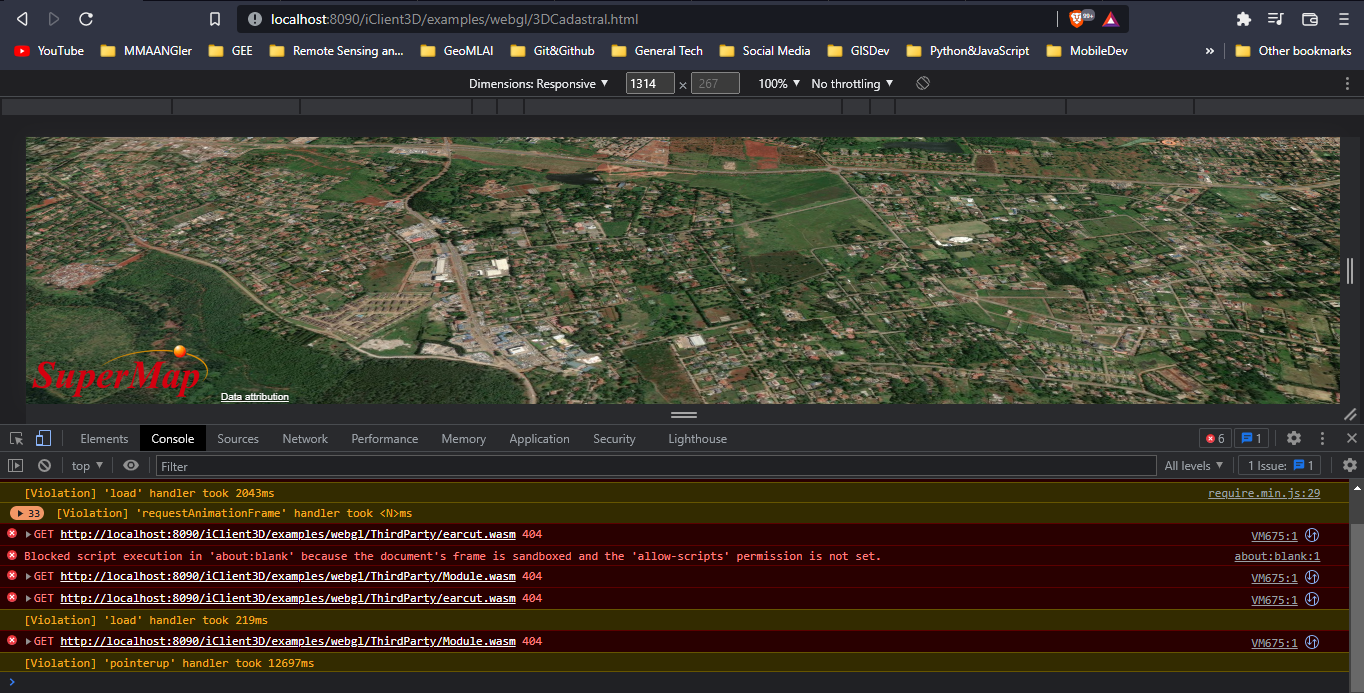 localhost:8090/iClient3D/examples/webgl/3DCadastral.html 99+
YouTube MMAANGler GEE Remote Sensing an... GeoMLAI Git&Github General Tech Social Media GISDev Python&JavaScript MobileDev » Other bookmarks
Dimensions: Responsive ▼ 1314 × 267 100% ▼ No throttling ▼
SuperMap
Data attribution
Elements Console Sources Network Performance Memory Application Security Lighthouse 6 1
top ▼ Filter All levels ▼ 1 Issue: 1
[Violation] 'load' handler took 2043ms require.min.js:29
33 [Violation] 'requestAnimationFrame' handler took <N>ms
GET http://localhost:8090/iClient3D/examples/webgl/ThirdParty/earcut.wasm 404 VM675:1
Blocked script execution in 'about:blank' because the document's frame is sandboxed and the 'allow-scripts' permission is not set. about:blank:1
GET http://localhost:8090/iClient3D/examples/webgl/ThirdParty/Module.wasm 404 VM675:1
GET http://localhost:8090/iClient3D/examples/webgl/ThirdParty/earcut.wasm 404 VM675:1
[Violation] 'load' handler took 219ms
GET http://localhost:8090/iClient3D/examples/webgl/ThirdParty/Module.wasm 404 VM675:1
[Violation] 'pointerup' handler took 12697ms